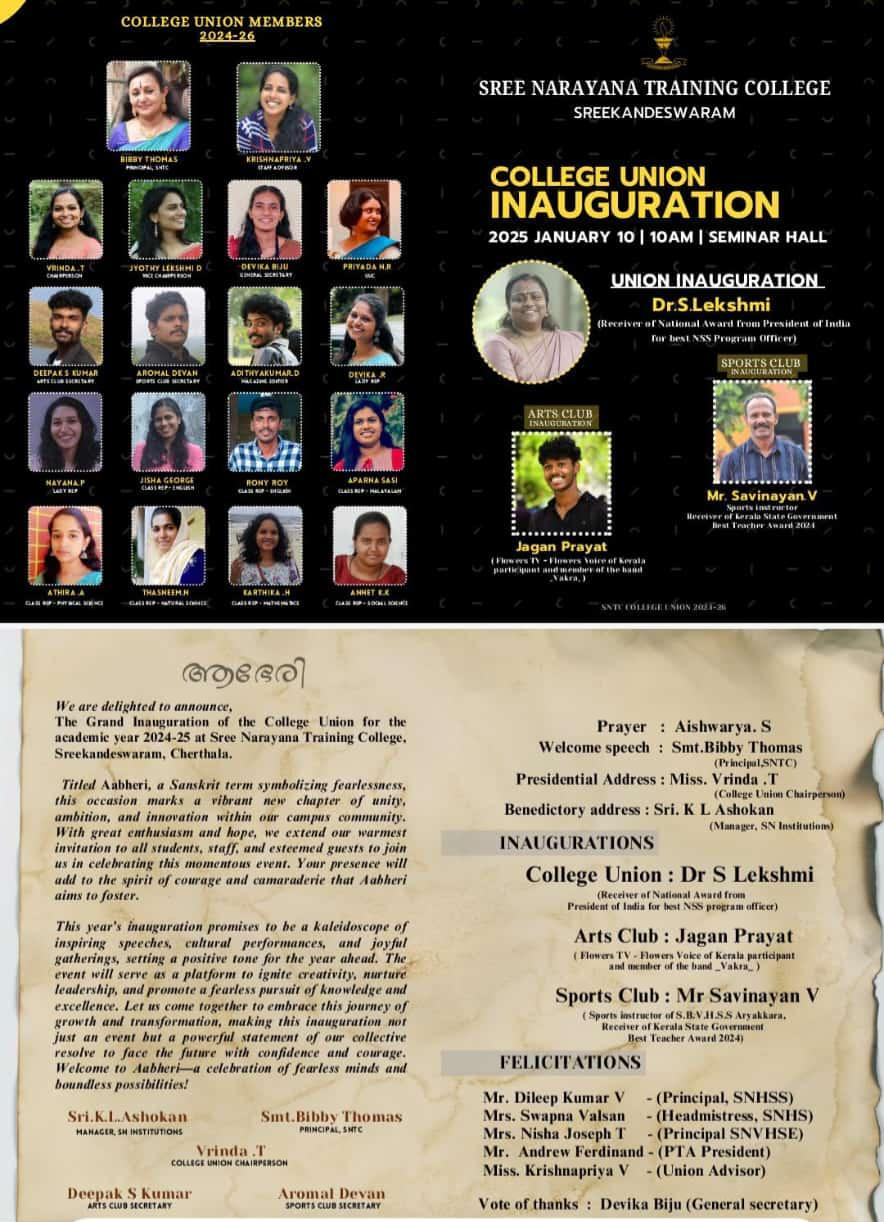 COLLEGE UNION MEMBERS
2024-26
BIBBY THOMAS
PRINCIPAL, SNTC
KRISHNAPRIYA .V
STAFF ADVISOR
VRINDA .T
CHAIRPERSON
JYOTHY LEKSHMI D
VICE CHAIRPERSON
DEVIKA BIJU
GENERAL SECRETARY
PRIYADA N.R
UUC
DEEPAK S KUMAR
ARTS CLUB SECRETARY
AROMAL DEVAN
SPORTS CLUB SECRETARY
ADITHYAKUMAR.D
MAGAZINE EDITOR
DEVIKA .P
LADY REP
NAYANA.P
LADY REP
JISHA GEORGE
CLASS REP - ENGLISH
RONY ROY
CLASS REP - ENGLISH
APARNA SASI
CLASS REP - MALAYALAM
ATHIRA .A
CLASS REP - PHYSICAL SCIENCE
THASNEEM.N
CLASS REP - NATURAL SCIENCE
KARTHIKA .H
CLASS REP - MATHEMATICS
ANNET K.X
CLASS REP - SOCIAL SCIENCE
SREE NARAYANA TRAINING COLLEGE
SREEKANDESWARAM
COLLEGE UNION
INAUGURATION
2025 JANUARY 10 | 10AM | SEMINAR HALL
UNION INAUGURATION
Dr.S.Lekshmi
(Receiver of National Award from President of India
for best NSS Program Officer)
SPORTS CLUB
INAUGURATION
ARTS CLUB
INAUGURATION
Mr. Savinayan.V
Sports instructor
Receiver of Kerala State Government
Best Teacher Award 2024
Jagan Prayat
( Flowers TV - Flowers Voice of Kerala
participant and member of the band
_Vakra_ )
SNTC COLLEGE UNION 2024-26
ആഭേരി
We are delighted to announce,
The Grand Inauguration of the College Union for the
academic year 2024-25 at Sree Narayana Training College,
Sreekandeswaram, Cherthala.
Titled Aabheri, a Sanskrit term symbolizing fearlessness,
this occasion marks a vibrant new chapter of unity,
ambition, and innovation within our campus community.
With great enthusiasm and hope, we extend our warmest
invitation to all students, staff, and esteemed guests to join
us in celebrating this momentous event. Your presence will
add to the spirit of courage and camaraderie that Aabheri
aims to foster.
This year's inauguration promises to be a kaleidoscope of
inspiring speeches, cultural performances, and joyful
gatherings, setting a positive tone for the year ahead. The
event will serve as a platform to ignite creativity, nurture
leadership, and promote a fearless pursuit of knowledge and
excellence. Let us come together to embrace this journey of
growth and transformation, making this inauguration not
just an event but a powerful statement of our collective
resolve to face the future with confidence and courage.
Welcome to Aabheri—a celebration of fearless minds and
boundless possibilities!
Sri.K.L.Ashokan
MANAGER, SN INSTITUTIONS
Smt.Bibby Thomas
PRINCIPAL, SNTC
Vrinda .T
COLLEGE UNION CHAIRPERSON
Deepak S Kumar
ARTS CLUB SECRETARY
Aromal Devan
SPORTS CLUB SECRETARY
Prayer : Aishwarya. S
Welcome speech : Smt.Bibby Thomas
(Principal,SNTC)
Presidential Address : Miss. Vrinda .T
(College Union Chairperson)
Benedictory address : Sri. K L Ashokan
(Manager, SN Institutions)
INAUGURATIONS
College Union : Dr S Lekshmi
(Receiver of National Award from
President of India for best NSS program officer)
Arts Club : Jagan Prayat
( Flowers TV - Flowers Voice of Kerala participant
and member of the band _Vakra_ )
Sports Club : Mr Savinayan V
( Sports instructor of S.B.V.H.S.S Aryakkara,
Receiver of Kerala State Government
Best Teacher Award 2024)
FELICITATIONS
Mr. Dileep Kumar V - (Principal, SNHSS)
Mrs. Swapna Valsan - (Headmistress, SNHS)
Mrs. Nisha Joseph T - (Principal SNVHSE)
Mr. Andrew Ferdinand - (PTA President)
Miss. Krishnapriya V - (Union Advisor)
Vote of thanks : Devika Biju (General secretary)